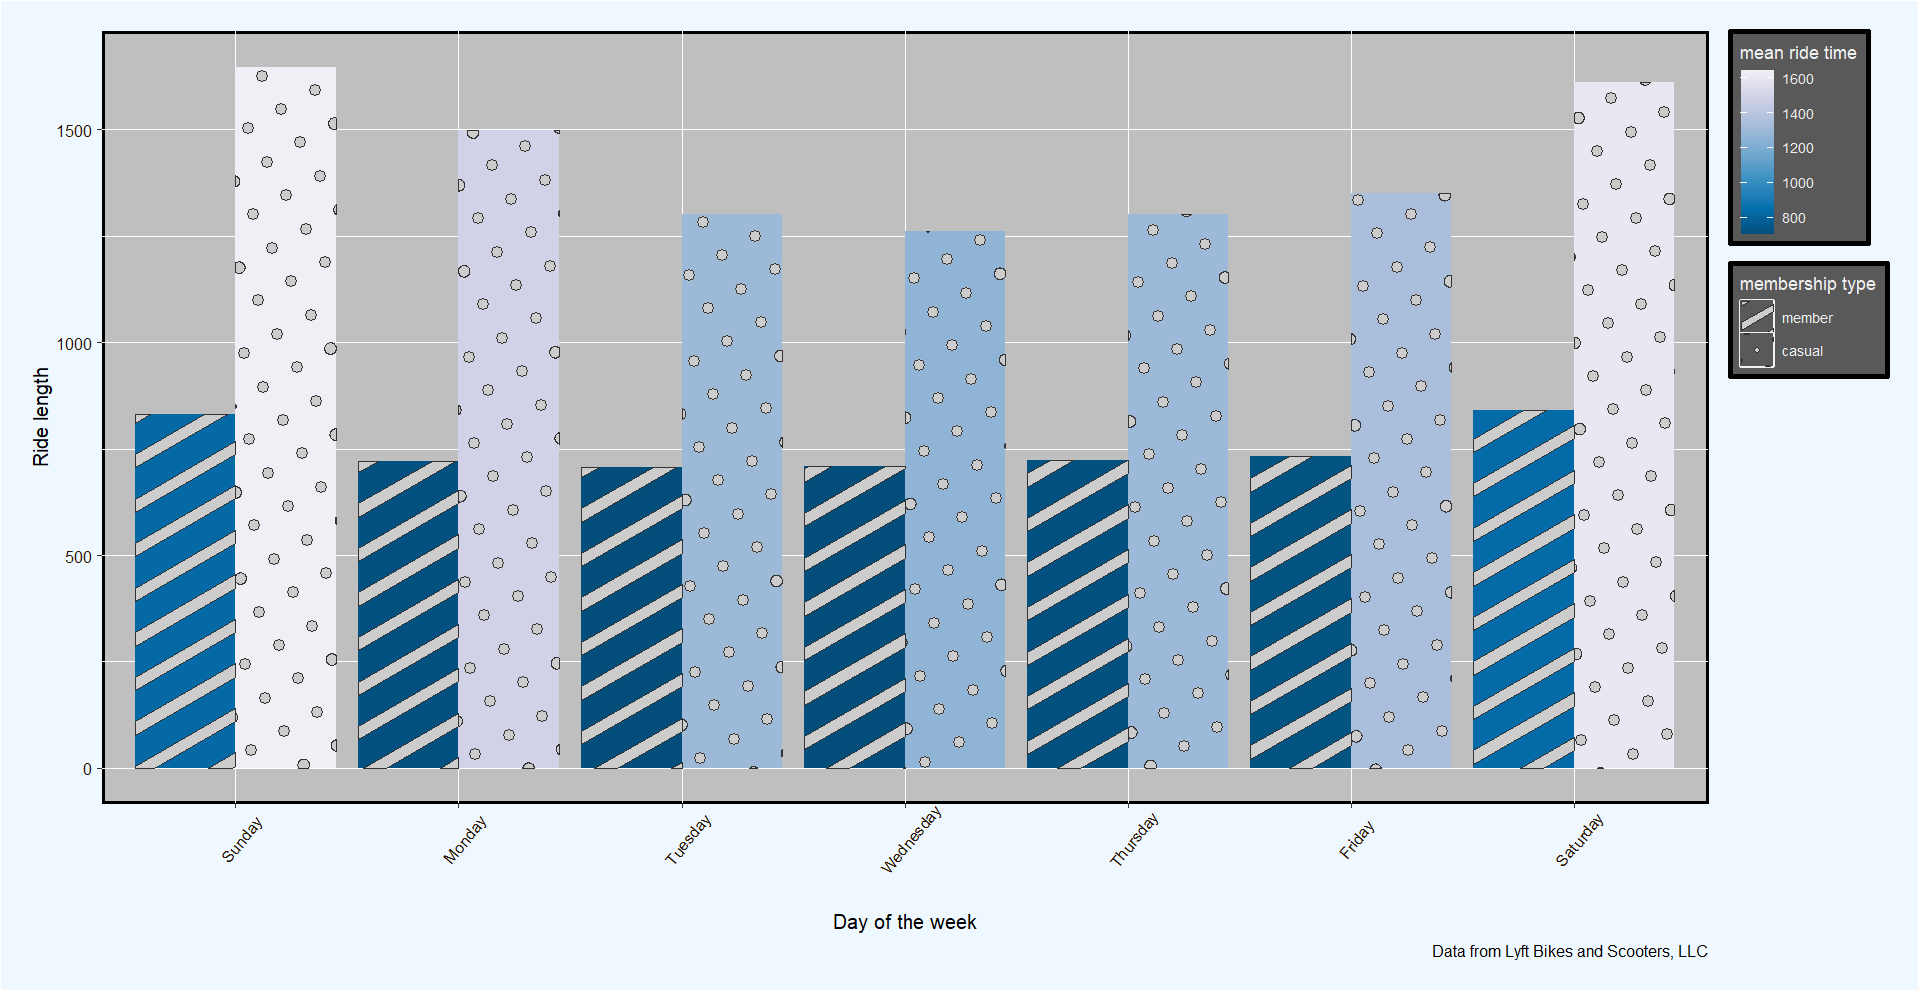 1500
1000
500
0
Ride length
Sunday
Monday
Tuesday
Wednesday
Thursday
Friday
Saturday
Day of the week
Data from Lyft Bikes and Scooters, LLC
mean ride time
1600
1400
1200
1000
800
membership type
member
casual